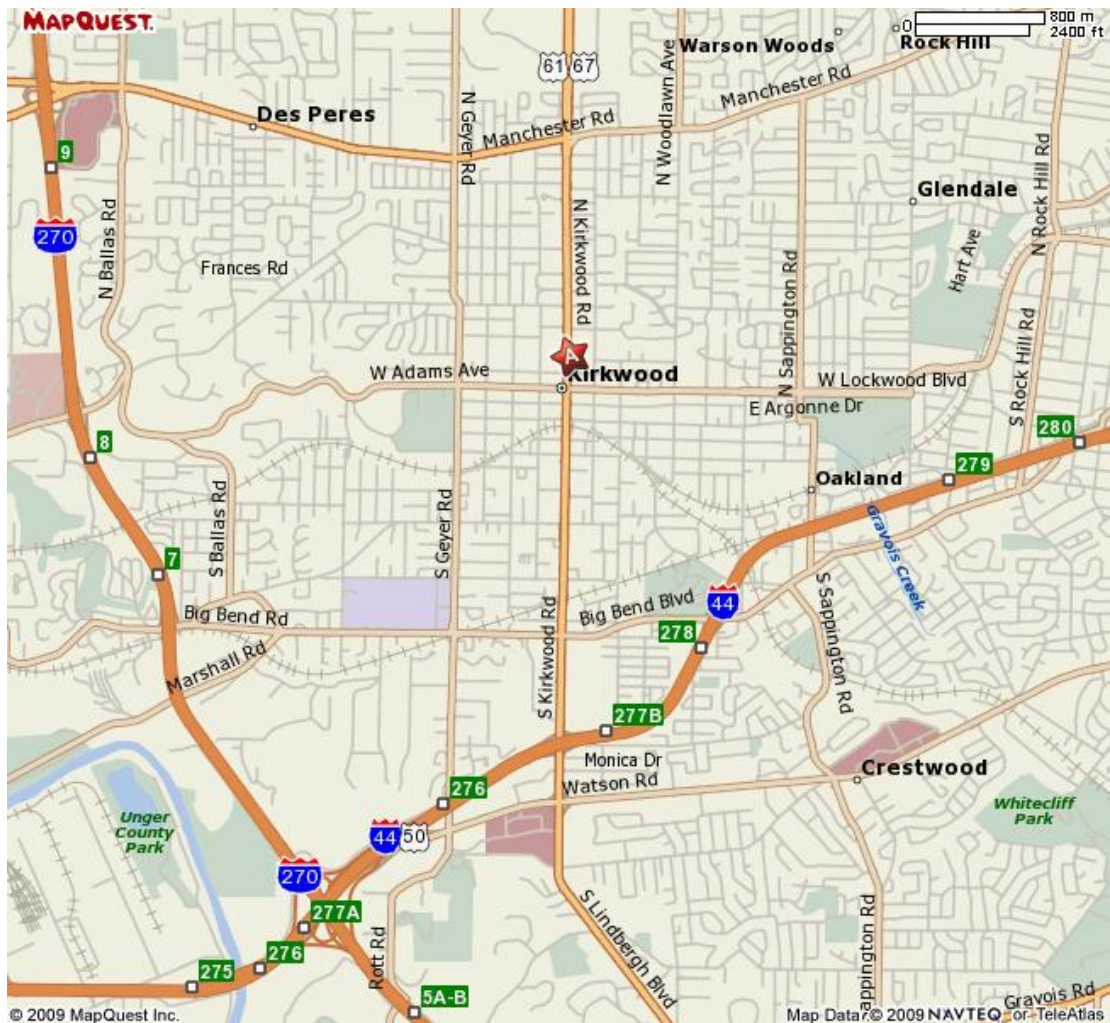 MAPQUEST.
0 800 m
2400 ft
61 67
Warson Woods
Rock Hill
Manchester Rd
Des Peres
N Geyer Rd
Manchester Rd
N Woodlawn Ave
9
Glendale
N Rock Hill Rd
270
N Ballas Rd
Frances Rd
N Kirkwood Rd
N Sappington Rd
Hart Ave
A
W Adams Ave
Kirkwood
W Lockwood Blvd
E Argonne Dr
S Rock Hill Rd
8
280
279
Oakland
S Ballas Rd
S Geyer Rd
Gravois Creek
7
Big Bend Rd
Big Bend Blvd
44
278
S Sappington Rd
Marshall Rd
S Kirkwood Rd
277B
Monica Dr
Watson Rd
Crestwood
276
Unger
County
Park
Whitecliff
Park
44 50
270
277A
S Lindbergh Blvd
276
275
Rott Rd
5A-B
appington Rd
Gravois Rd
© 2009 MapQuest Inc.
Map Data © 2009 NAVTEQ or TeleAtlas